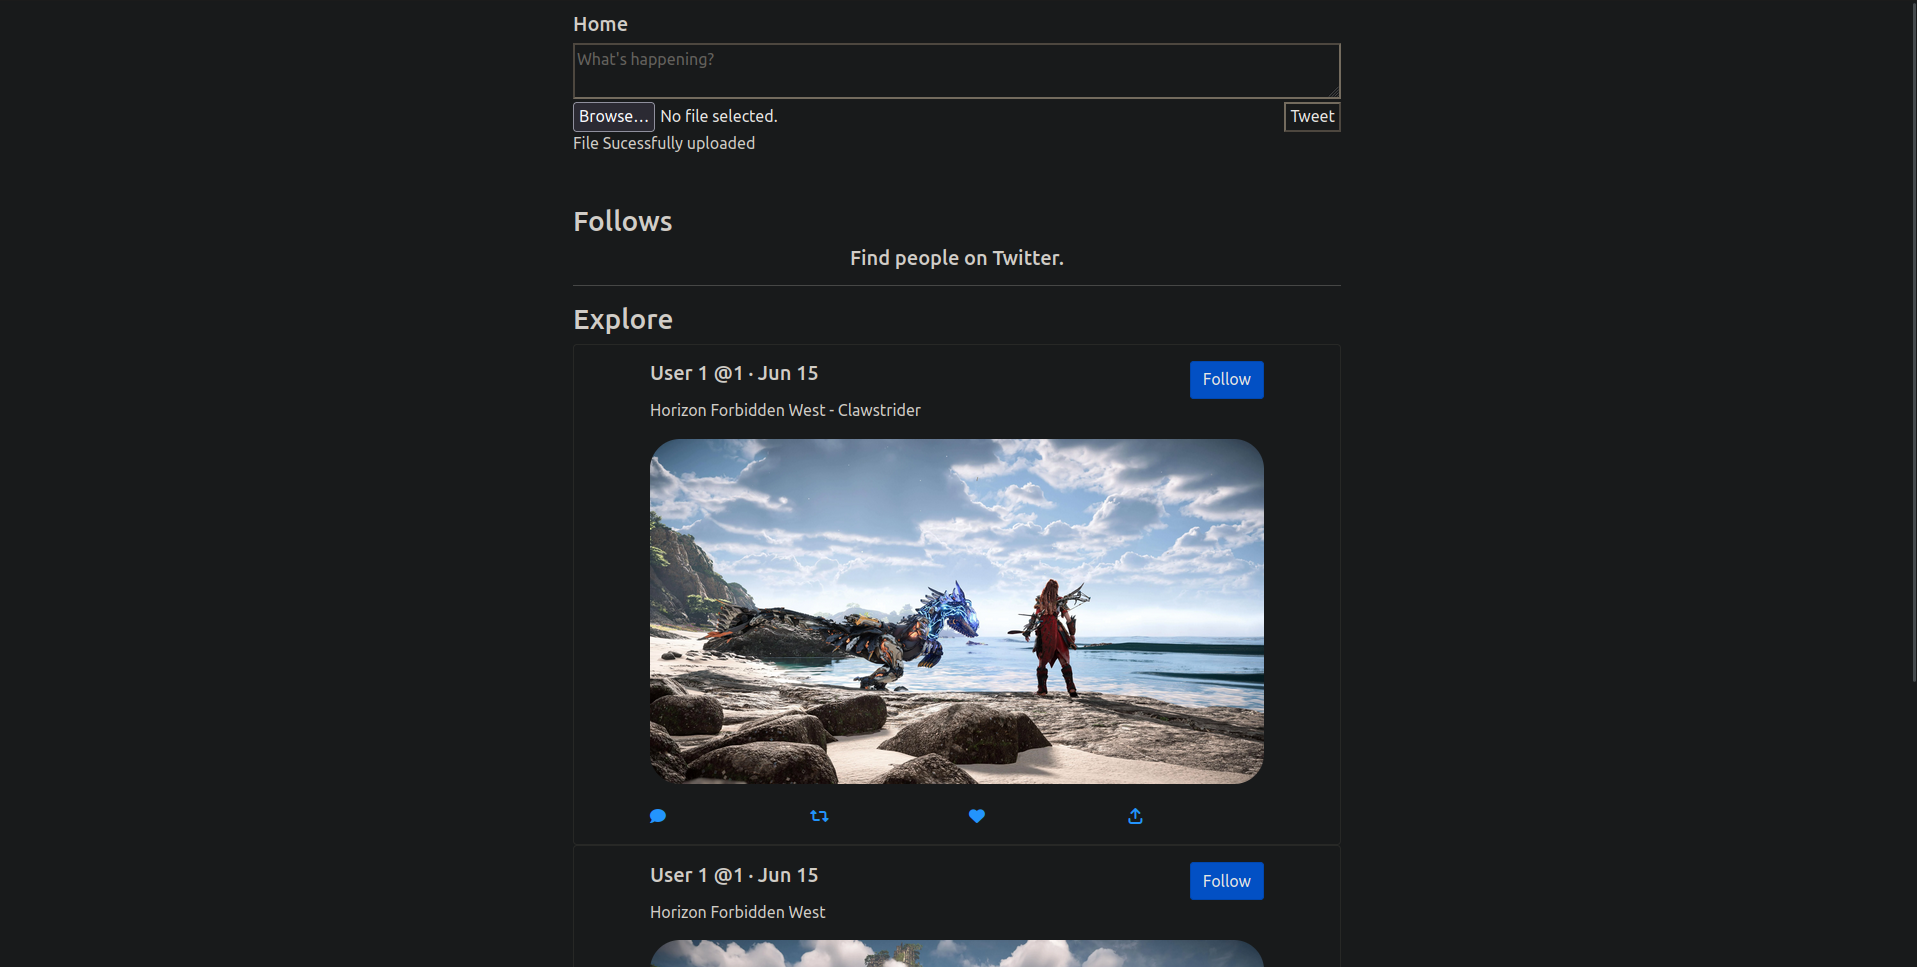 Home
What's happening?
Browse... No file selected. Tweet
File Sucessfully uploaded
Follows
Find people on Twitter.
Explore
User 1 @1 · Jun 15 Follow
Horizon Forbidden West - Clawstrider
User 1 @1 · Jun 15 Follow
Horizon Forbidden West